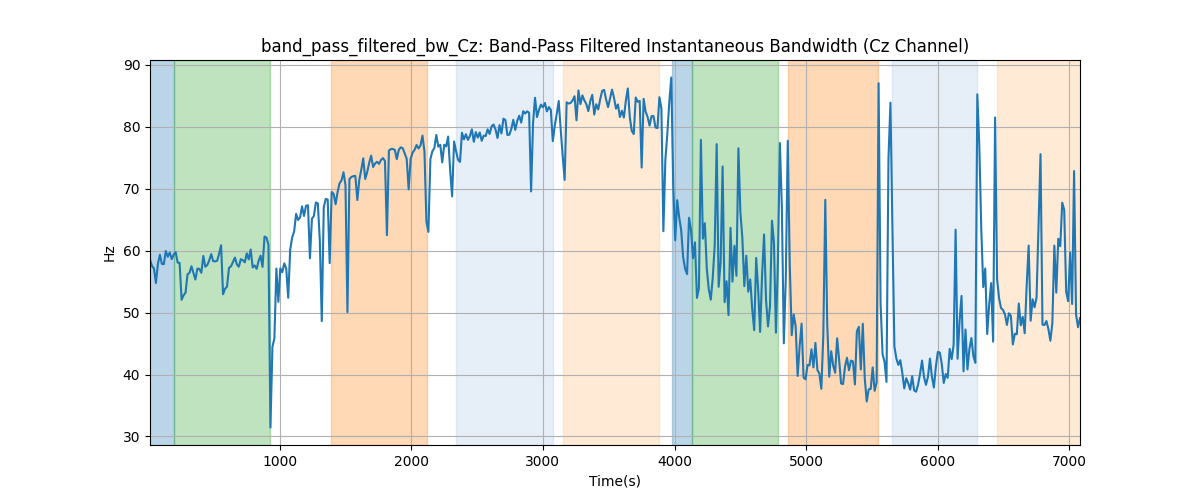 band_pass_filtered_bw_Cz: Band-Pass Filtered Instantaneous Bandwidth (Cz Channel)
90
80
70
60
50
40
30
Hz
1000 2000 3000 4000 5000 6000 7000
Time(s)